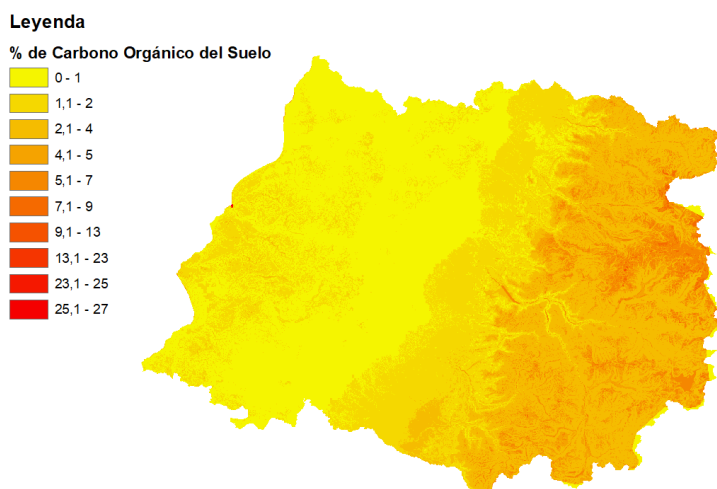 Leyenda
% de Carbono Orgánico del Suelo
0 - 1
1,1 - 2
2,1 - 4
4,1 - 5
5,1 - 7
7,1 - 9
9,1 - 13
13,1 - 23
23,1 - 25
25,1 - 27